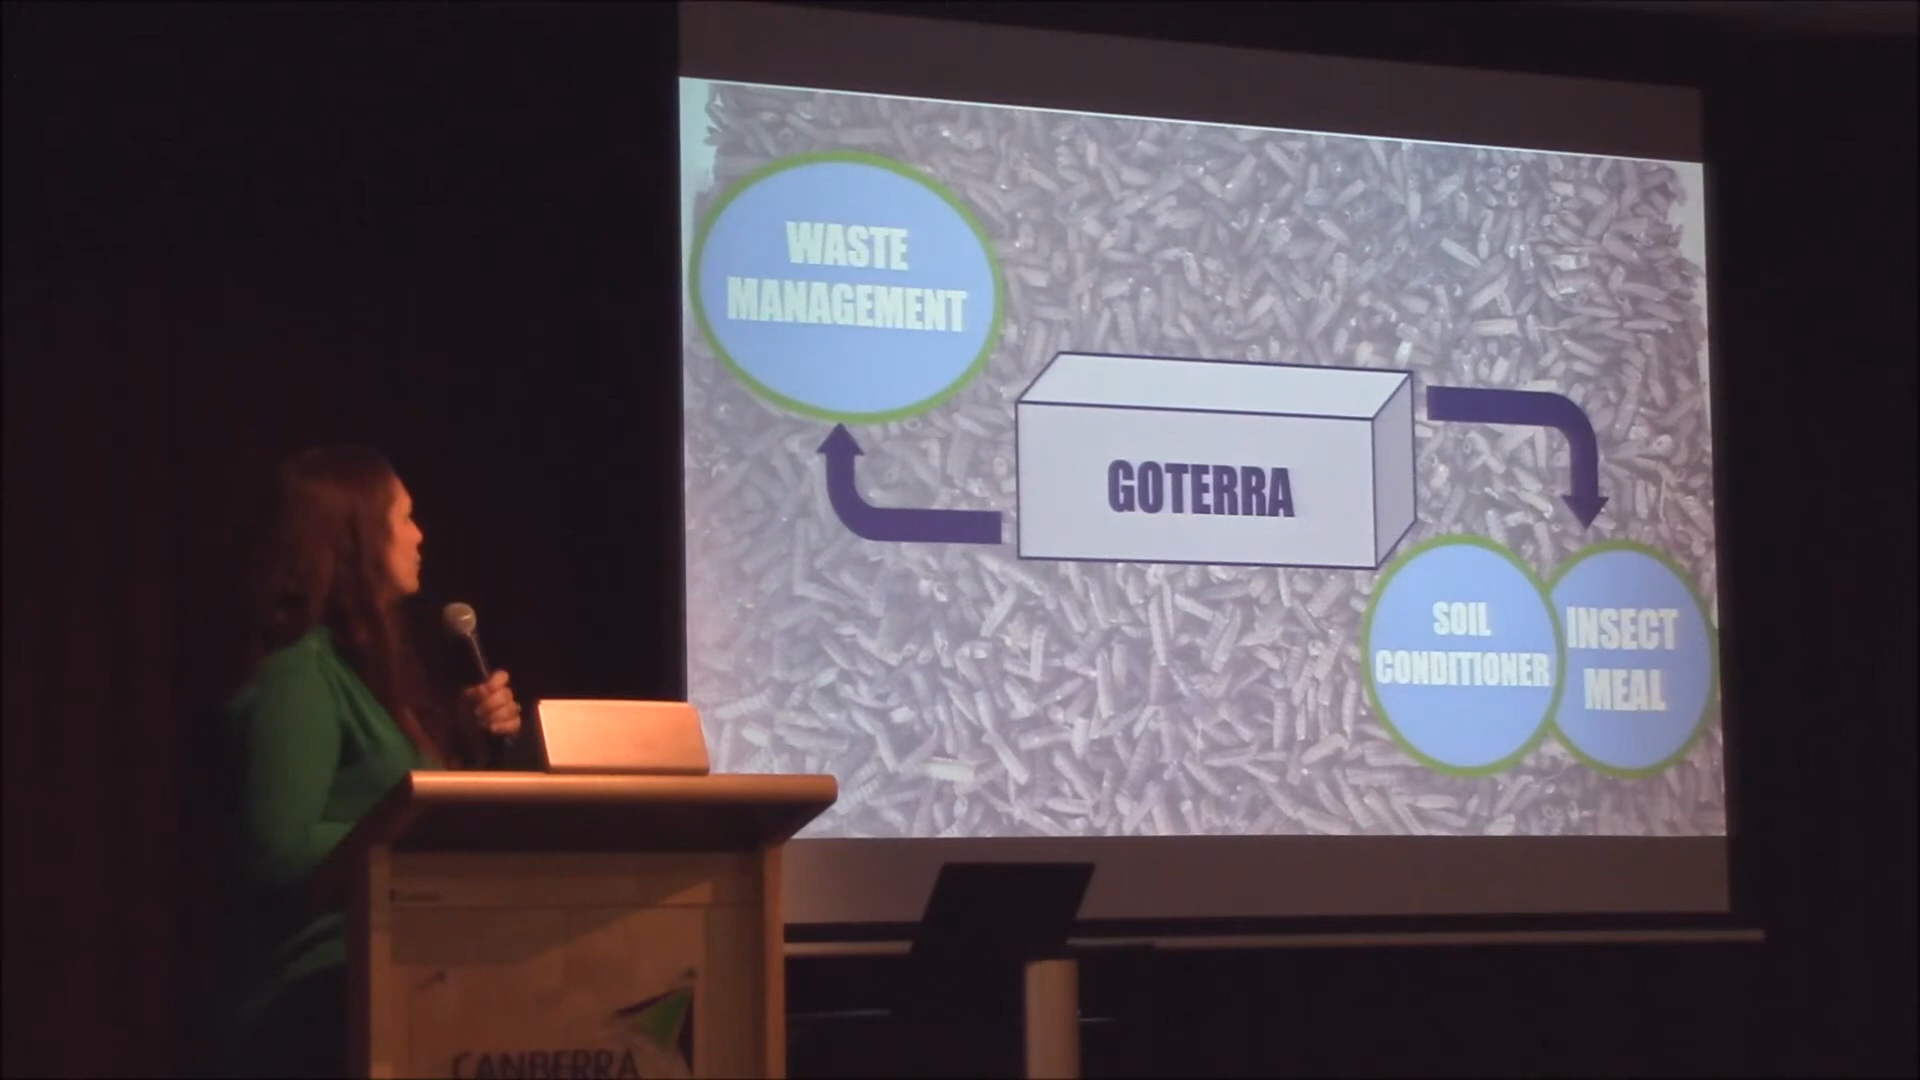 WASTE
MANAGEMENT
GOTERRA
SOIL
CONDITIONER
INSECT
MEAL
CANBERRA